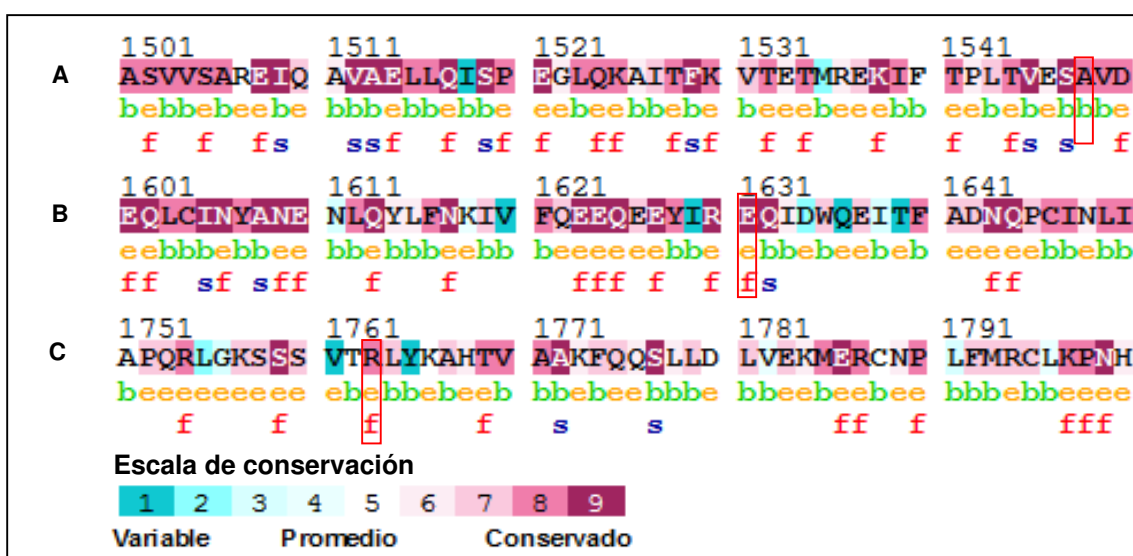 1501 1511 1521 1531 1541
A ASVVSAREIQ AVAELLQISP EGLQKAITFK VTETMREKIF TPLTVESAVD
bebbebeebe bbbebbebbe eebeebbebe beeebeeebb eebebebbbe
f f fs ssf f sf f ff fsf f f f f fs s f
1601 1611 1621 1631 1641
B EQLCINYANE NLQYLFNKIV FQEEQEEYIR EQIDWQEITF ADNQPCINLI
eebbbebbee bbebbbeebb beeeeeebbe ebbebeebeb eeeeebbebb
ff sf sff f f fff f f fs ff
1751 1761 1771 1781 1791
C APQRLGKSSS VTRLYKAHTV AAKFQQSLLD LVEKMERCNP LFMRCLKPNH
beeeeeeeee ebebbebeeb bbebeebbbe bbeebeebee bbbebbeeee
f f f f s s ff f fff
Escala de conservación
1 2 3 4 5 6 7 8 9
Variable Promedio Conservado